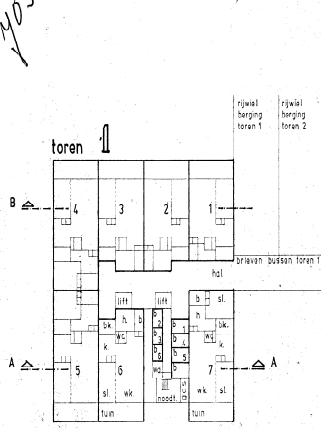 rijwiel
berging
toren 1
rijwiel
berging
toren 2
toren 1
B
4
3
2
1
brieven bussen toren 1
hal
lift
lift
b
sl.
bk.
h.
b
b
2
h
b
3
b
1
bk.
wc
k.
b
4
wc
k.
b
6
b
5
A
5
6
wd
7
A
sl.
wk.
noodt.
wk.
sl.
tuin
tuin